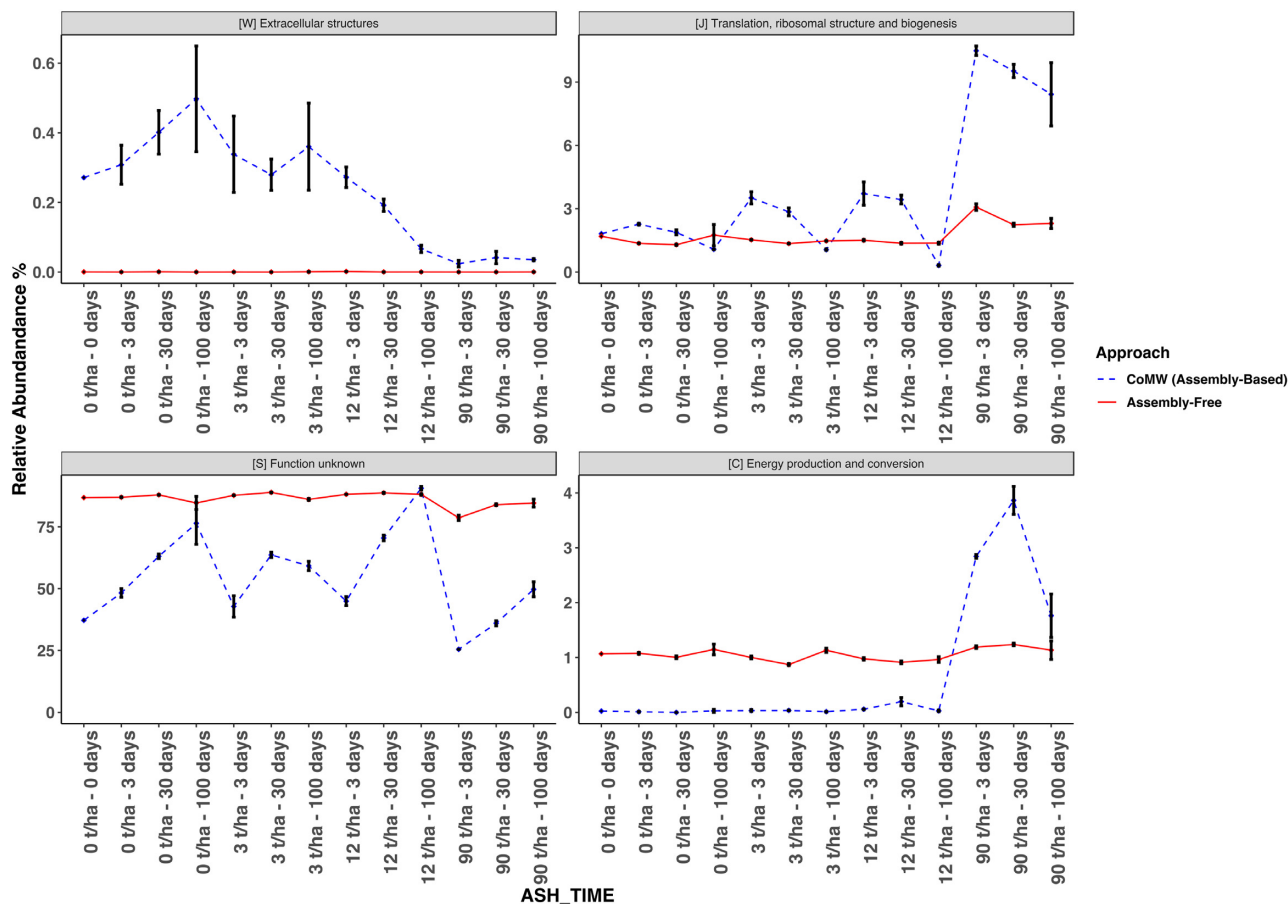 [W] Extracellular structures
[J] Translation, ribosomal structure and biogenesis
Relative Abundandance %
0.6
0.4
0.2
0.0
9
6
3
0
0 t/ha - 0 days
0 t/ha - 3 days
0 t/ha - 30 days
0 t/ha - 100 days
3 t/ha - 3 days
3 t/ha - 30 days
3 t/ha - 100 days
12 t/ha - 3 days
12 t/ha - 30 days
12 t/ha - 100 days
90 t/ha - 3 days
90 t/ha - 30 days
90 t/ha - 100 days
0 t/ha - 0 days
0 t/ha - 3 days
0 t/ha - 30 days
0 t/ha - 100 days
3 t/ha - 3 days
3 t/ha - 30 days
3 t/ha - 100 days
12 t/ha - 3 days
12 t/ha - 30 days
12 t/ha - 100 days
90 t/ha - 3 days
90 t/ha - 30 days
90 t/ha - 100 days
Approach
CoMW (Assembly-Based)
Assembly-Free
[S] Function unknown
[C] Energy production and conversion
75
50
25
0
4
3
2
1
0
0 t/ha - 0 days
0 t/ha - 3 days
0 t/ha - 30 days
0 t/ha - 100 days
3 t/ha - 3 days
3 t/ha - 30 days
3 t/ha - 100 days
12 t/ha - 3 days
12 t/ha - 30 days
12 t/ha - 100 days
90 t/ha - 3 days
90 t/ha - 30 days
90 t/ha - 100 days
0 t/ha - 0 days
0 t/ha - 3 days
0 t/ha - 30 days
0 t/ha - 100 days
3 t/ha - 3 days
3 t/ha - 30 days
3 t/ha - 100 days
12 t/ha - 3 days
12 t/ha - 30 days
12 t/ha - 100 days
90 t/ha - 3 days
90 t/ha - 30 days
90 t/ha - 100 days
ASH_TIME